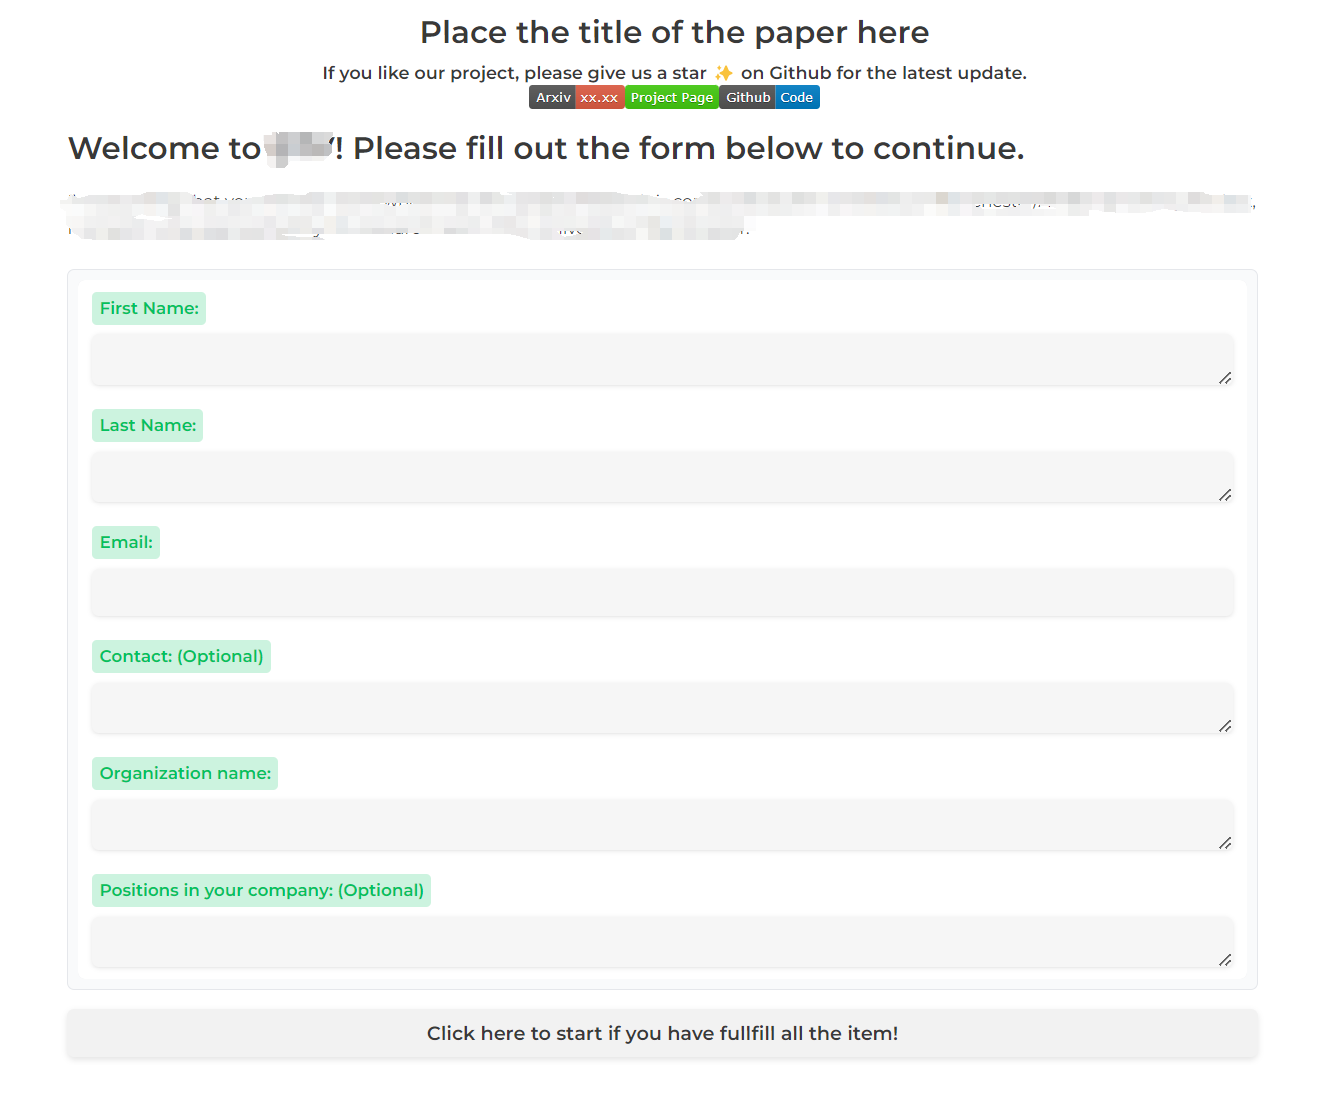 Place the title of the paper here
If you like our project, please give us a star ✨ on Github for the latest update.
Arxiv xx.xx Project Page Github Code
Welcome to ! Please fill out the form below to continue.
First Name:
Last Name:
Email:
Contact: (Optional)
Organization name:
Positions in your company: (Optional)
Click here to start if you have fullfill all the item!